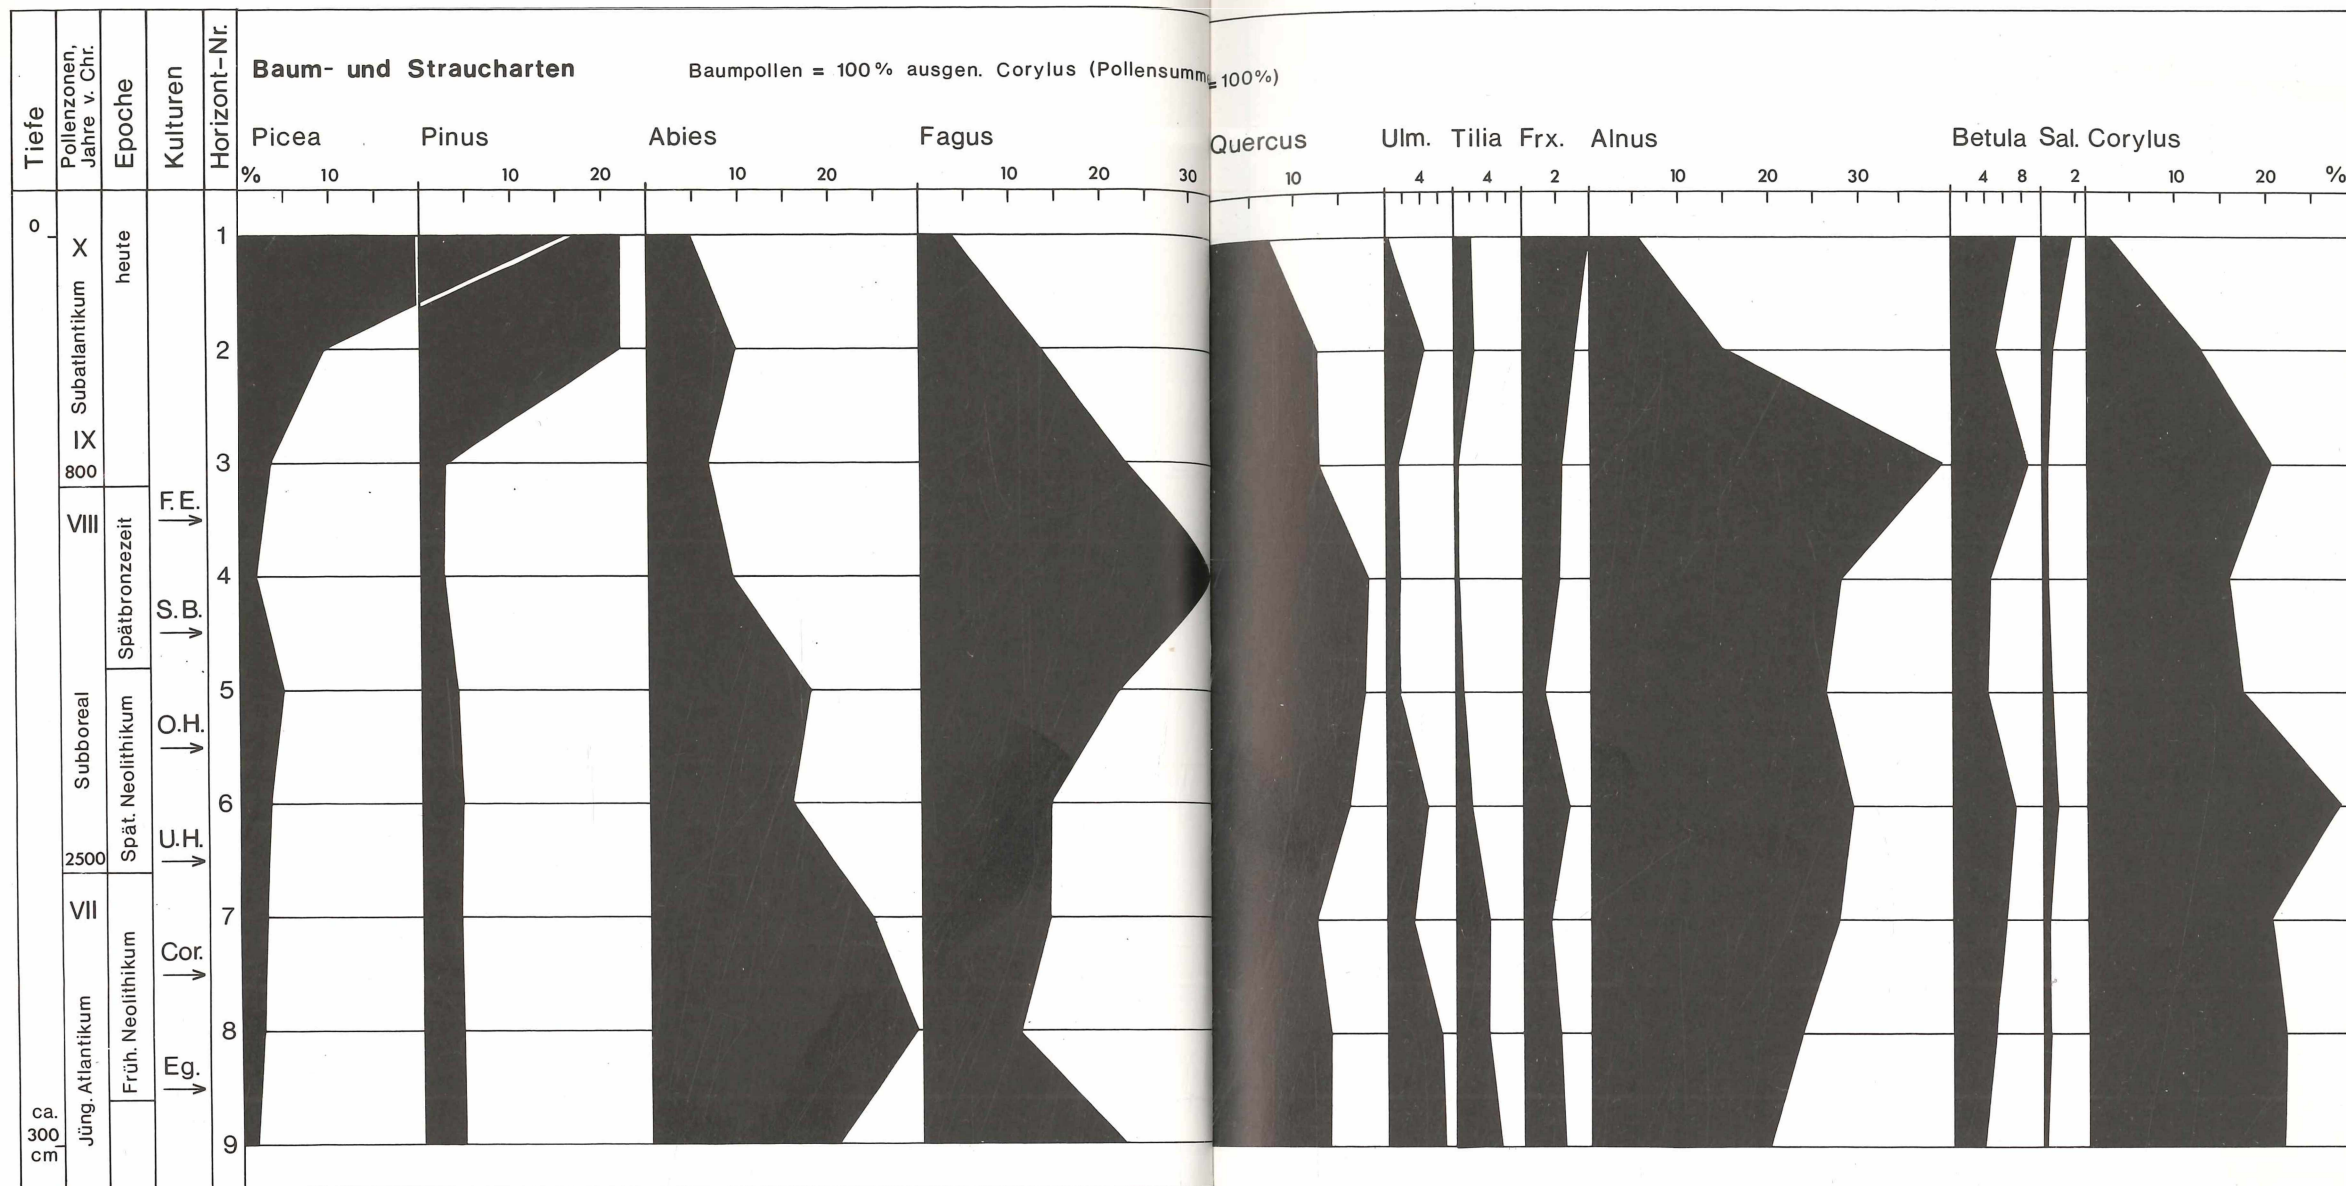 Tiefe
Pollenzonen,
Jahre v. Chr.
Epoche
Kulturen
Horizont-Nr.
Baum- und Straucharten
Baumpollen = 100% ausgen. Corylus (Pollensumm = 100%)
Picea Pinus Abies Fagus Quercus Ulm. Tilia Frx. Alnus Betula Sal. Corylus
% 10 10 20 10 20 10 20 30 10 4 4 2 10 20 30 4 8 2 10 20 %
0
X
Subatlantikum
IX
800
VIII
Subboreal
2500
VII
Jüng. Atlantikum
ca.
300
cm
heute
Spätbronzezeit
Spät. Neolithikum
Früh. Neolithikum
F.E.
S.B.
O.H.
U.H.
Cor.
Eg.
1
2
3
4
5
6
7
8
9